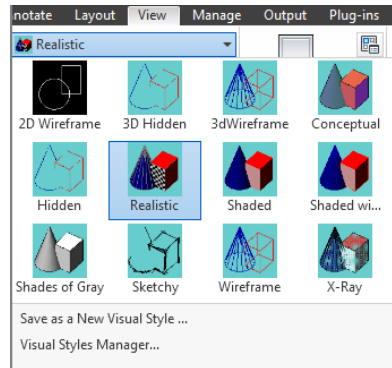 notate Layout View Manage Output Plug-ins
Realistic
2D Wireframe 3D Hidden 3dWireframe Conceptual
Hidden Realistic Shaded Shaded wi...
Shades of Gray Sketchy Wireframe X-Ray
Save as a New Visual Style ...
Visual Styles Manager...